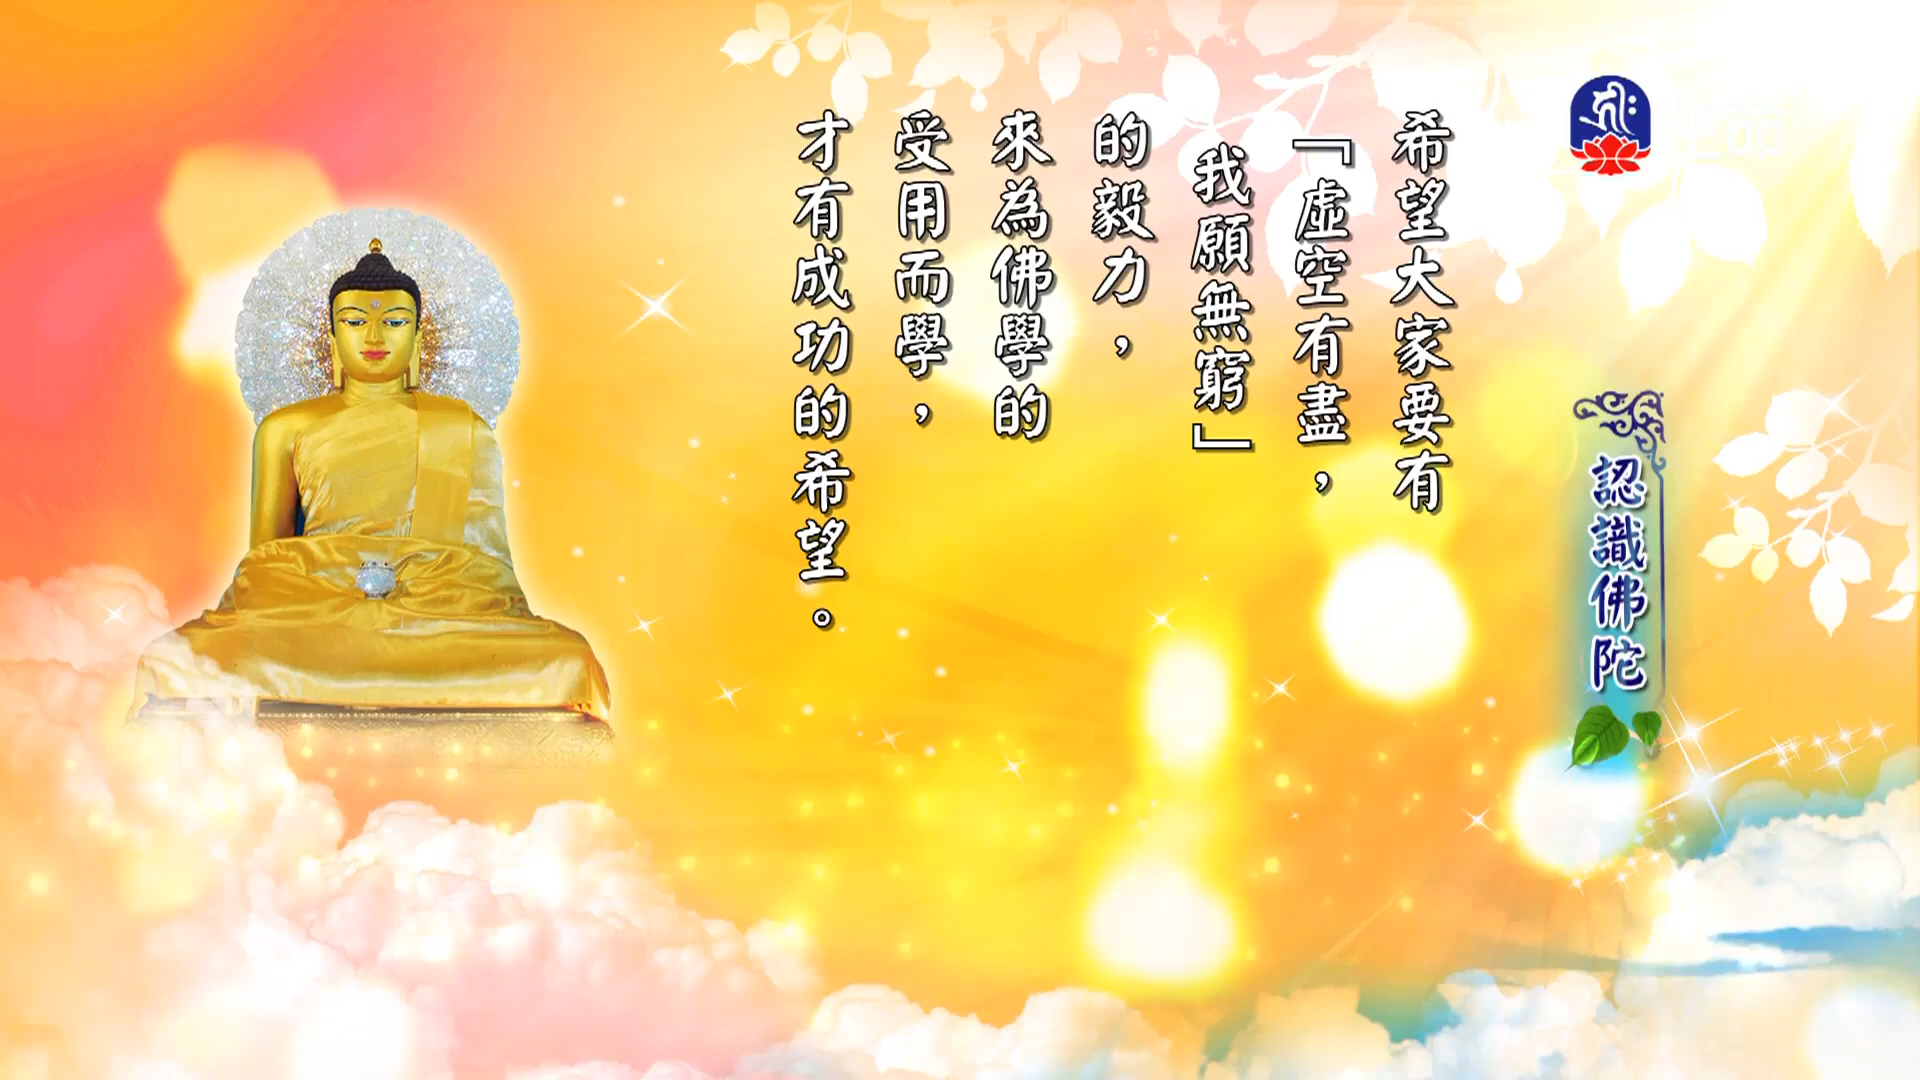 希望大家要有
「虛空有盡，
我願無窮」
的毅力，
來為佛學的
受用而學，
才有成功的希望。
認識佛陀